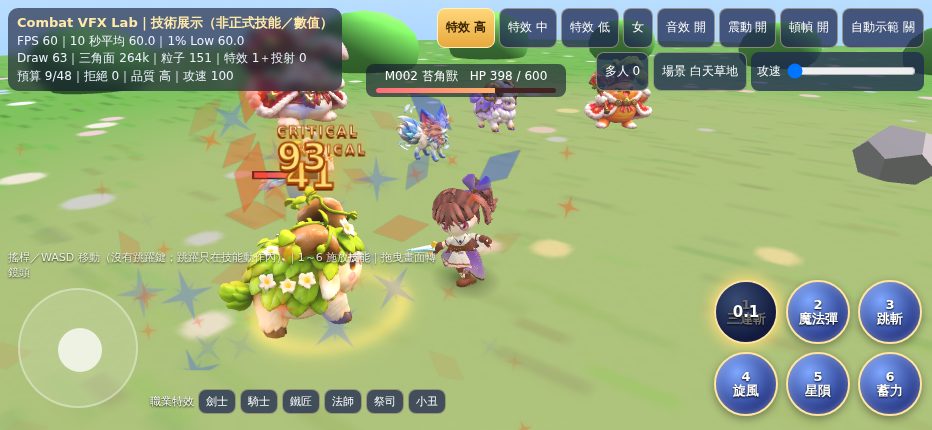 Combat VFX Lab｜技術展示（非正式技能／數值）
FPS 60｜10 秒平均 60.0｜1% Low 60.0
Draw 63｜三角面 264k｜粒子 151｜特效 1＋投射 0
預算 9/48｜拒絕 0｜品質 高｜攻速 100
特效 高
特效 中
特效 低
女
音效 開
震動 開
頓幀 開
自動示範 關
多人 0
場景 白天草地
攻速
M002 苔角獸 HP 398 / 600
CRITICAL
93
41
搖桿／WASD 移動（沒有跳躍鍵；跳躍只在技能動作內）｜1～6 施放技能｜拖曳畫面轉
鏡頭
1
0.1
三連斬
2
魔法彈
3
跳斬
4
旋風
5
星隕
6
蓄力
職業特效
劍士
騎士
鐵匠
法師
祭司
小丑